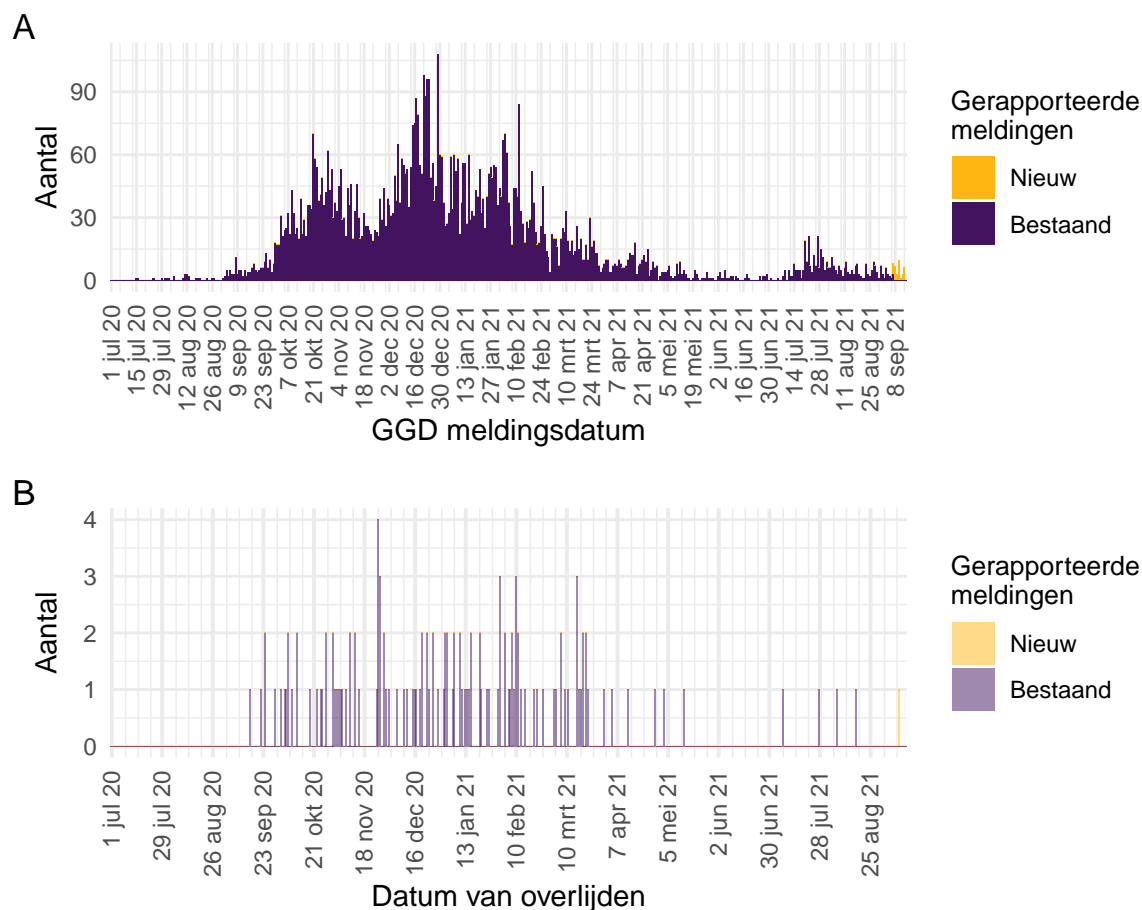 A
Aantal
90
60
30
0
1 jul 20
15 jul 20
29 jul 20
12 aug 20
26 aug 20
9 sep 20
23 sep 20
7 okt 20
21 okt 20
4 nov 20
18 nov 20
2 dec 20
16 dec 20
30 dec 20
13 jan 21
27 jan 21
10 feb 21
24 feb 21
10 mrt 21
24 mrt 21
7 apr 21
21 apr 21
5 mei 21
19 mei 21
2 jun 21
16 jun 21
30 jun 21
14 jul 21
28 jul 21
11 aug 21
25 aug 21
8 sep 21
GGD meldingsdatum
Gerapporteerde
meldingen
Nieuw
Bestaand
B
Aantal
4
3
2
1
0
1 jul 20
29 jul 20
26 aug 20
23 sep 20
21 okt 20
18 nov 20
16 dec 20
13 jan 21
10 feb 21
10 mrt 21
7 apr 21
5 mei 21
2 jun 21
30 jun 21
28 jul 21
25 aug 21
Datum van overlijden
Gerapporteerde
meldingen
Nieuw
Bestaand